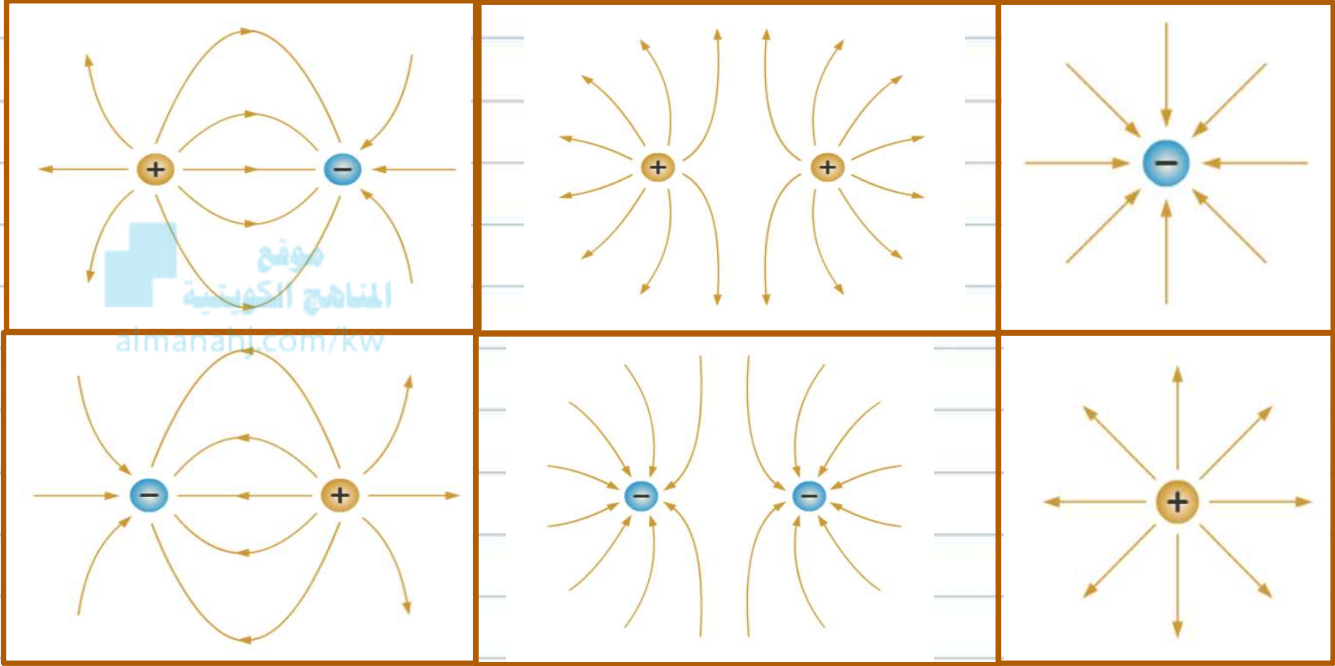 + −
+ +
−
موقع
المناهج الكويتية
almanahj.com/kw
− +
− −
+